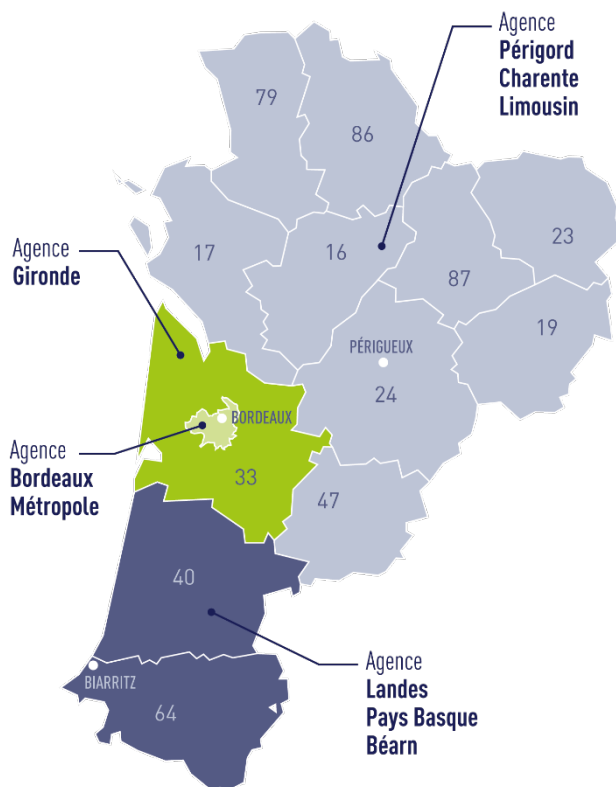 Agence
Périgord
Charente
Limousin
79
86
Agence
Gironde
17
16
23
87
19
PÉRIGUEUX
24
BORDEAUX
Agence
Bordeaux
Métropole
33
47
40
Agence
Landes
Pays Basque
Béarn
BIARRITZ
64